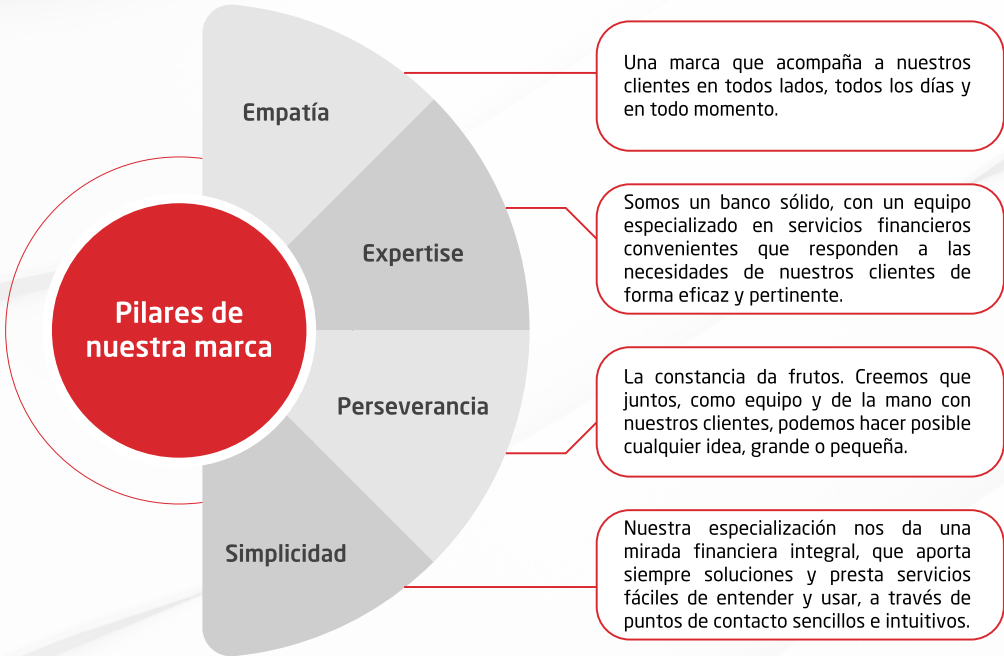 Pilares de
nuestra marca
Empatía
Una marca que acompaña a nuestros
clientes en todos lados, todos los días y
en todo momento.
Expertise
Somos un banco sólido, con un equipo
especializado en servicios financieros
convenientes que responden a las
necesidades de nuestros clientes de
forma eficaz y pertinente.
Perseverancia
La constancia da frutos. Creemos que
juntos, como equipo y de la mano con
nuestros clientes, podemos hacer posible
cualquier idea, grande o pequeña.
Simplicidad
Nuestra especialización nos da una
mirada financiera integral, que aporta
siempre soluciones y presta servicios
fáciles de entender y usar, a través de
puntos de contacto sencillos e intuitivos.